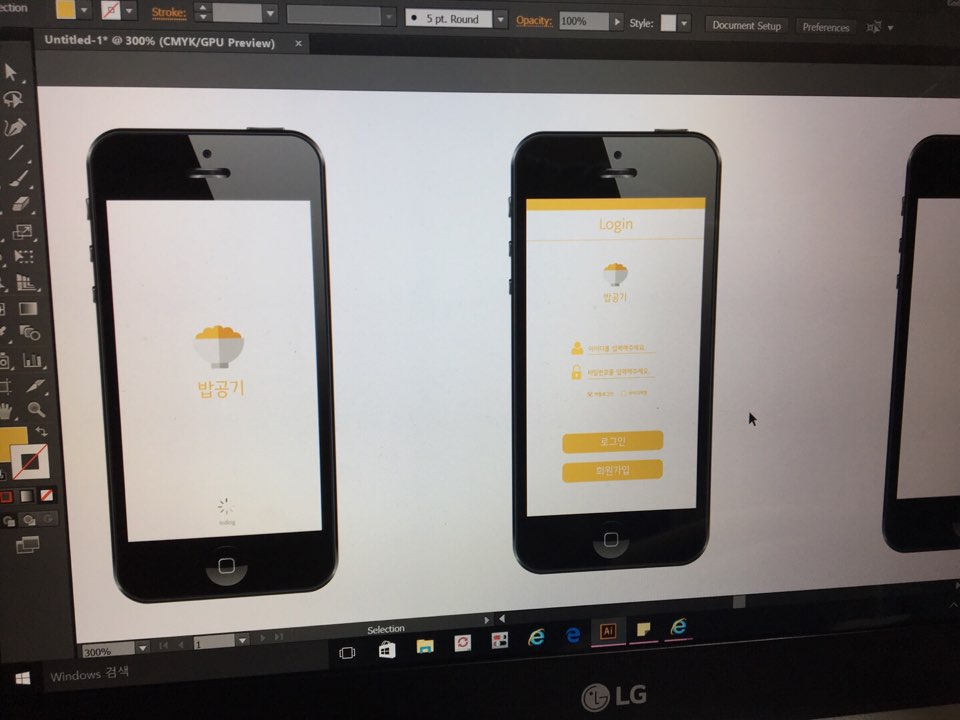 ection
Stroke:
5 pt. Round
Opacity:
100%
Style:
Document Setup
Preferences
Untitled-1* @ 300% (CMYK/GPU Preview)
×
밥공기
loding
Login
밥공기
아이디를 입력해주세요.
비밀번호를 입력해주세요.
로그인
회원가입
300%
1
Selection
Windows 검색
Ai
LG